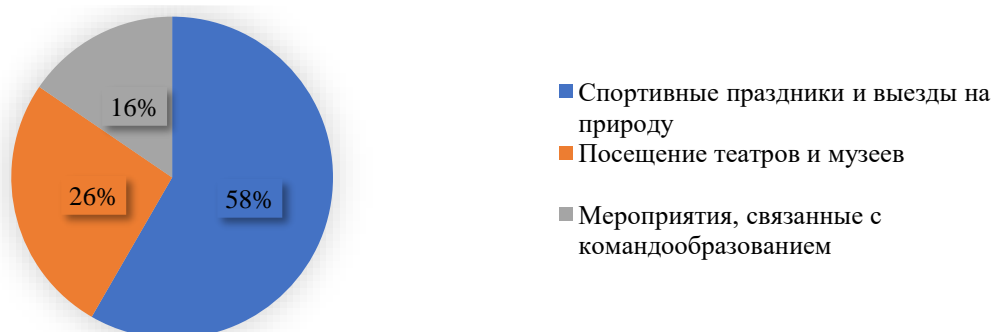 16%
26%
58%
Спортивные праздники и выезды на
природу
Посещение театров и музеев
Мероприятия, связанные с
командообразованием